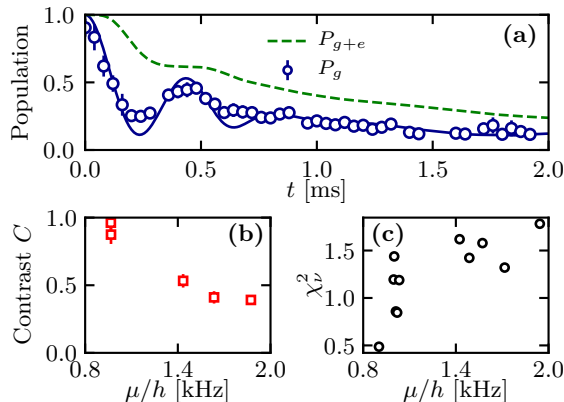 Population
1.0
0.5
0.0
(a)
P_{g+e}
P_g
0.0 0.5 1.0 1.5 2.0
t [ms]
Contrast C
1.0
0.5
0.0
(b)
0.8 1.4 2.0
μ/h [kHz]
χ²_ν
1.5
1.0
0.5
(c)
0.8 1.4 2.0
μ/h [kHz]